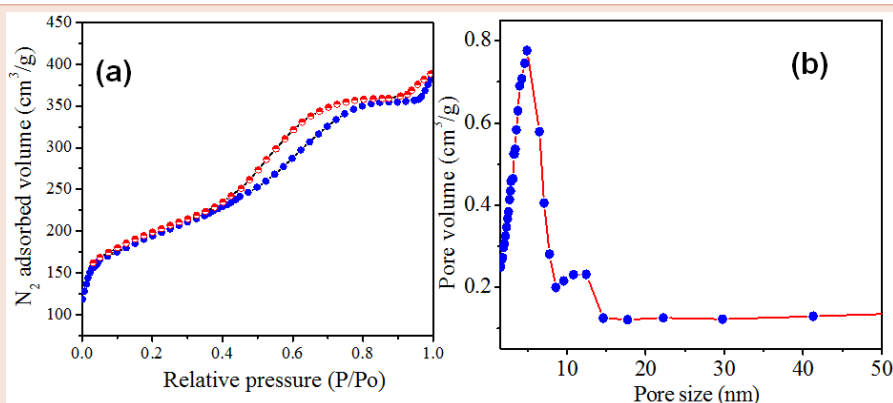 (a)
N₂ adsorbed volume (cm³/g)
450
400
350
300
250
200
150
100
0.0 0.2 0.4 0.6 0.8 1.0
Relative pressure (P/Po)
(b)
Pore volume (cm³/g)
0.8
0.6
0.4
0.2
10 20 30 40 50
Pore size (nm)